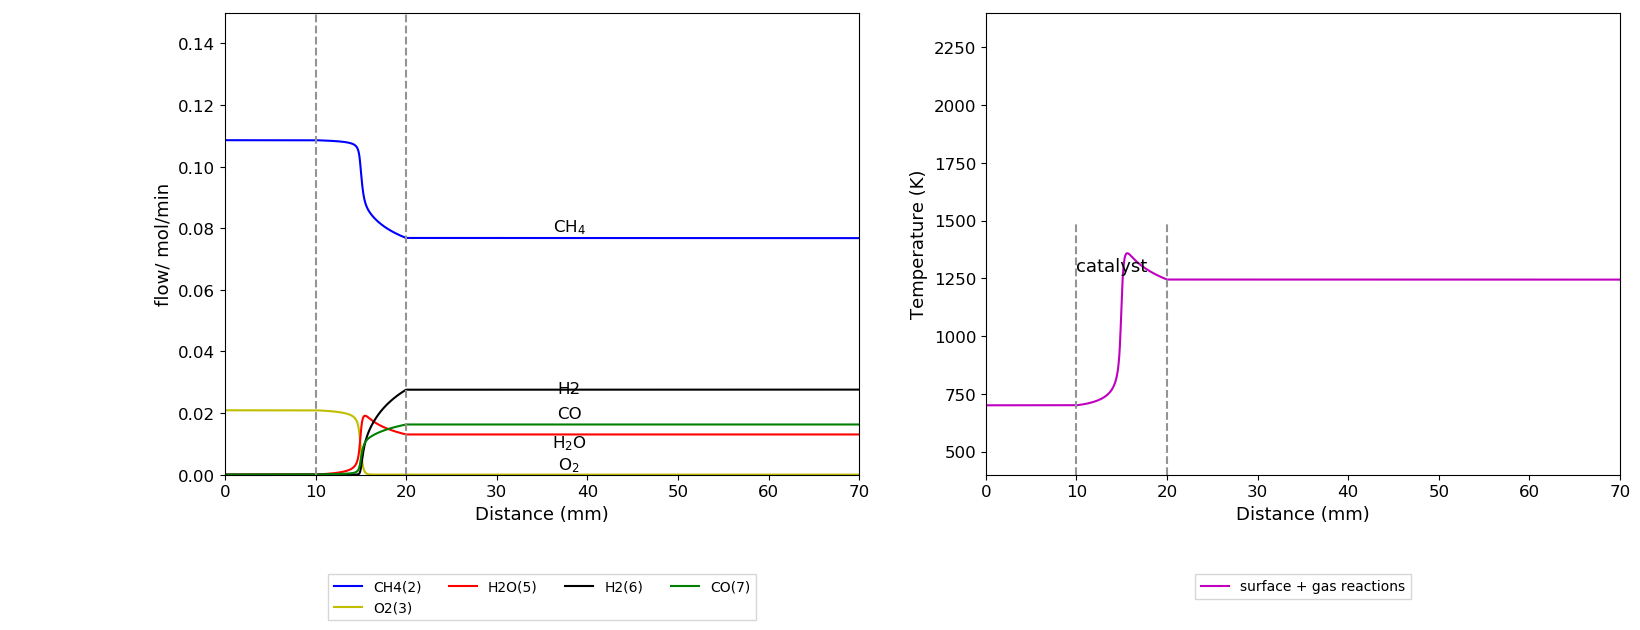 flow/ mol/min
0.14
0.12
0.10
0.08
0.06
0.04
0.02
0.00
CH₄
H2
CO
H₂O
O₂
0 10 20 30 40 50 60 70
Distance (mm)
CH4(2) H2O(5) H2(6) CO(7)
O2(3)
Temperature (K)
2250
2000
1750
1500
1250
1000
750
500
catalyst
0 10 20 30 40 50 60 70
Distance (mm)
surface + gas reactions